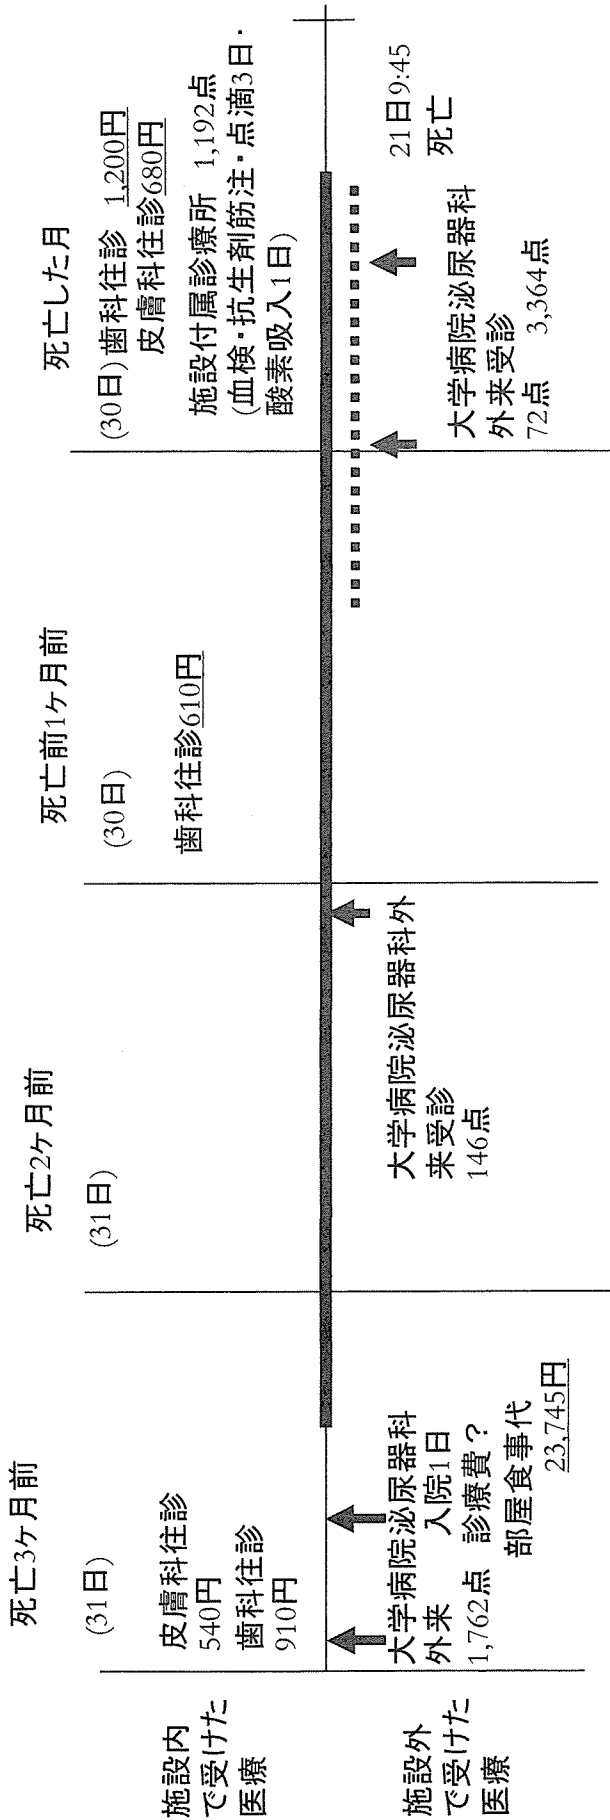 死亡3ヶ月前
(31日)
死亡2ヶ月前
(31日)
死亡前1ヶ月前
(30日)
死亡した月
(30日)
施設内
で受けた
医療
皮膚科往診
540円
歯科往診
910円
歯科往診610円
歯科往診 1,200円
皮膚科往診680円
施設付属診療所 1,192点
(血検・抗生剤筋注・点滴3日・
酸素吸入1日)
施設外
で受けた
医療
大学病院泌尿器科
外来 入院1日
1,762点 診療費?
部屋食事代
23,745円
大学病院泌尿器科外
来受診
146点
大学病院泌尿器科
外来受診
72点 3,364点
21日9:45
死亡